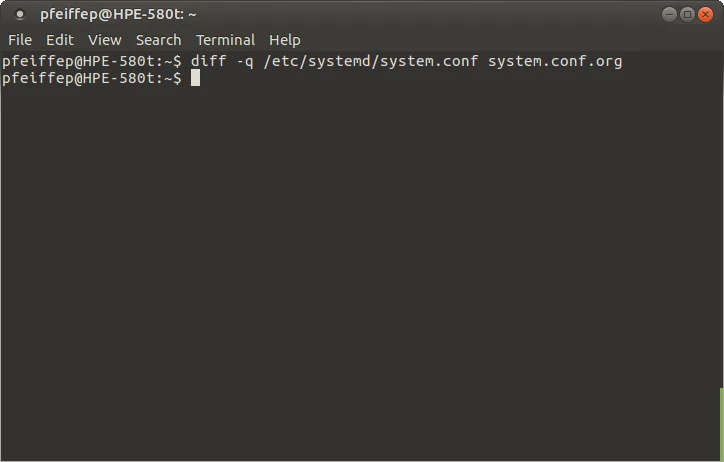 pfeiffep@HPE-580t: ~
File Edit View Search Terminal Help
pfeiffep@HPE-580t:~$ diff -q /etc/systemd/system.conf system.conf.org
pfeiffep@HPE-580t:~$